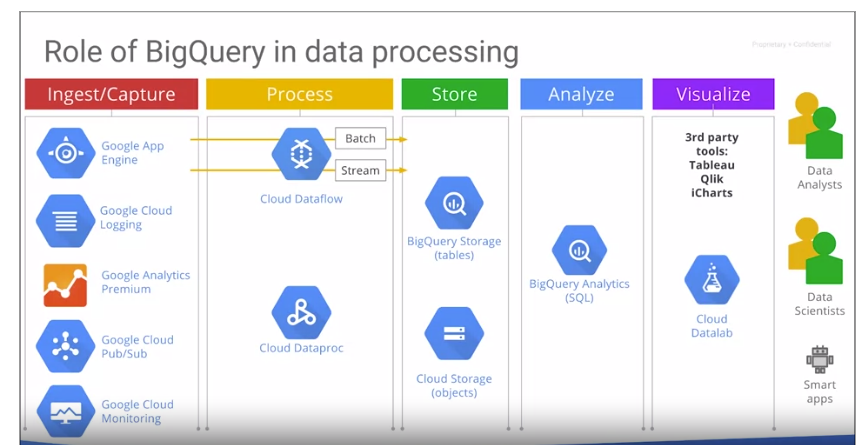 Role of BigQuery in data processing
Proprietary + Confidential
Ingest/Capture
Process
Store
Analyze
Visualize
Google App
Engine
Google Cloud
Logging
Google Analytics
Premium
Google Cloud
Pub/Sub
Google Cloud
Monitoring
Batch
Stream
Cloud Dataflow
Cloud Dataproc
BigQuery Storage
(tables)
Cloud Storage
(objects)
BigQuery Analytics
(SQL)
3rd party
tools:
Tableau
Qlik
iCharts
Cloud
Datalab
Data
Analysts
Data
Scientists
Smart
apps